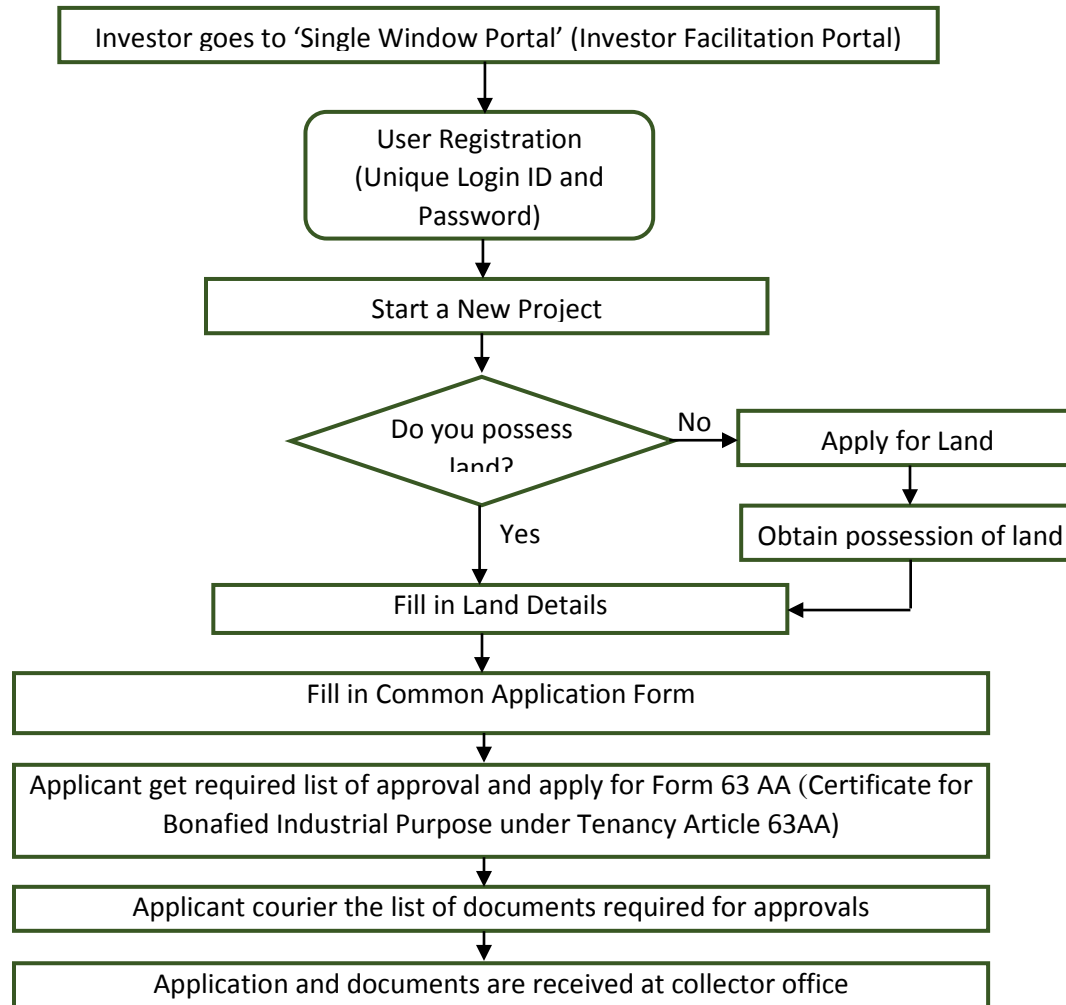 Investor goes to ‘Single Window Portal’ (Investor Facilitation Portal)
User Registration
(Unique Login ID and
Password)
Start a New Project
Do you possess
land?
No
Apply for Land
Obtain possession of land
Yes
Fill in Land Details
Fill in Common Application Form
Applicant get required list of approval and apply for Form 63 AA (Certificate for
Bonafied Industrial Purpose under Tenancy Article 63AA)
Applicant courier the list of documents required for approvals
Application and documents are received at collector office